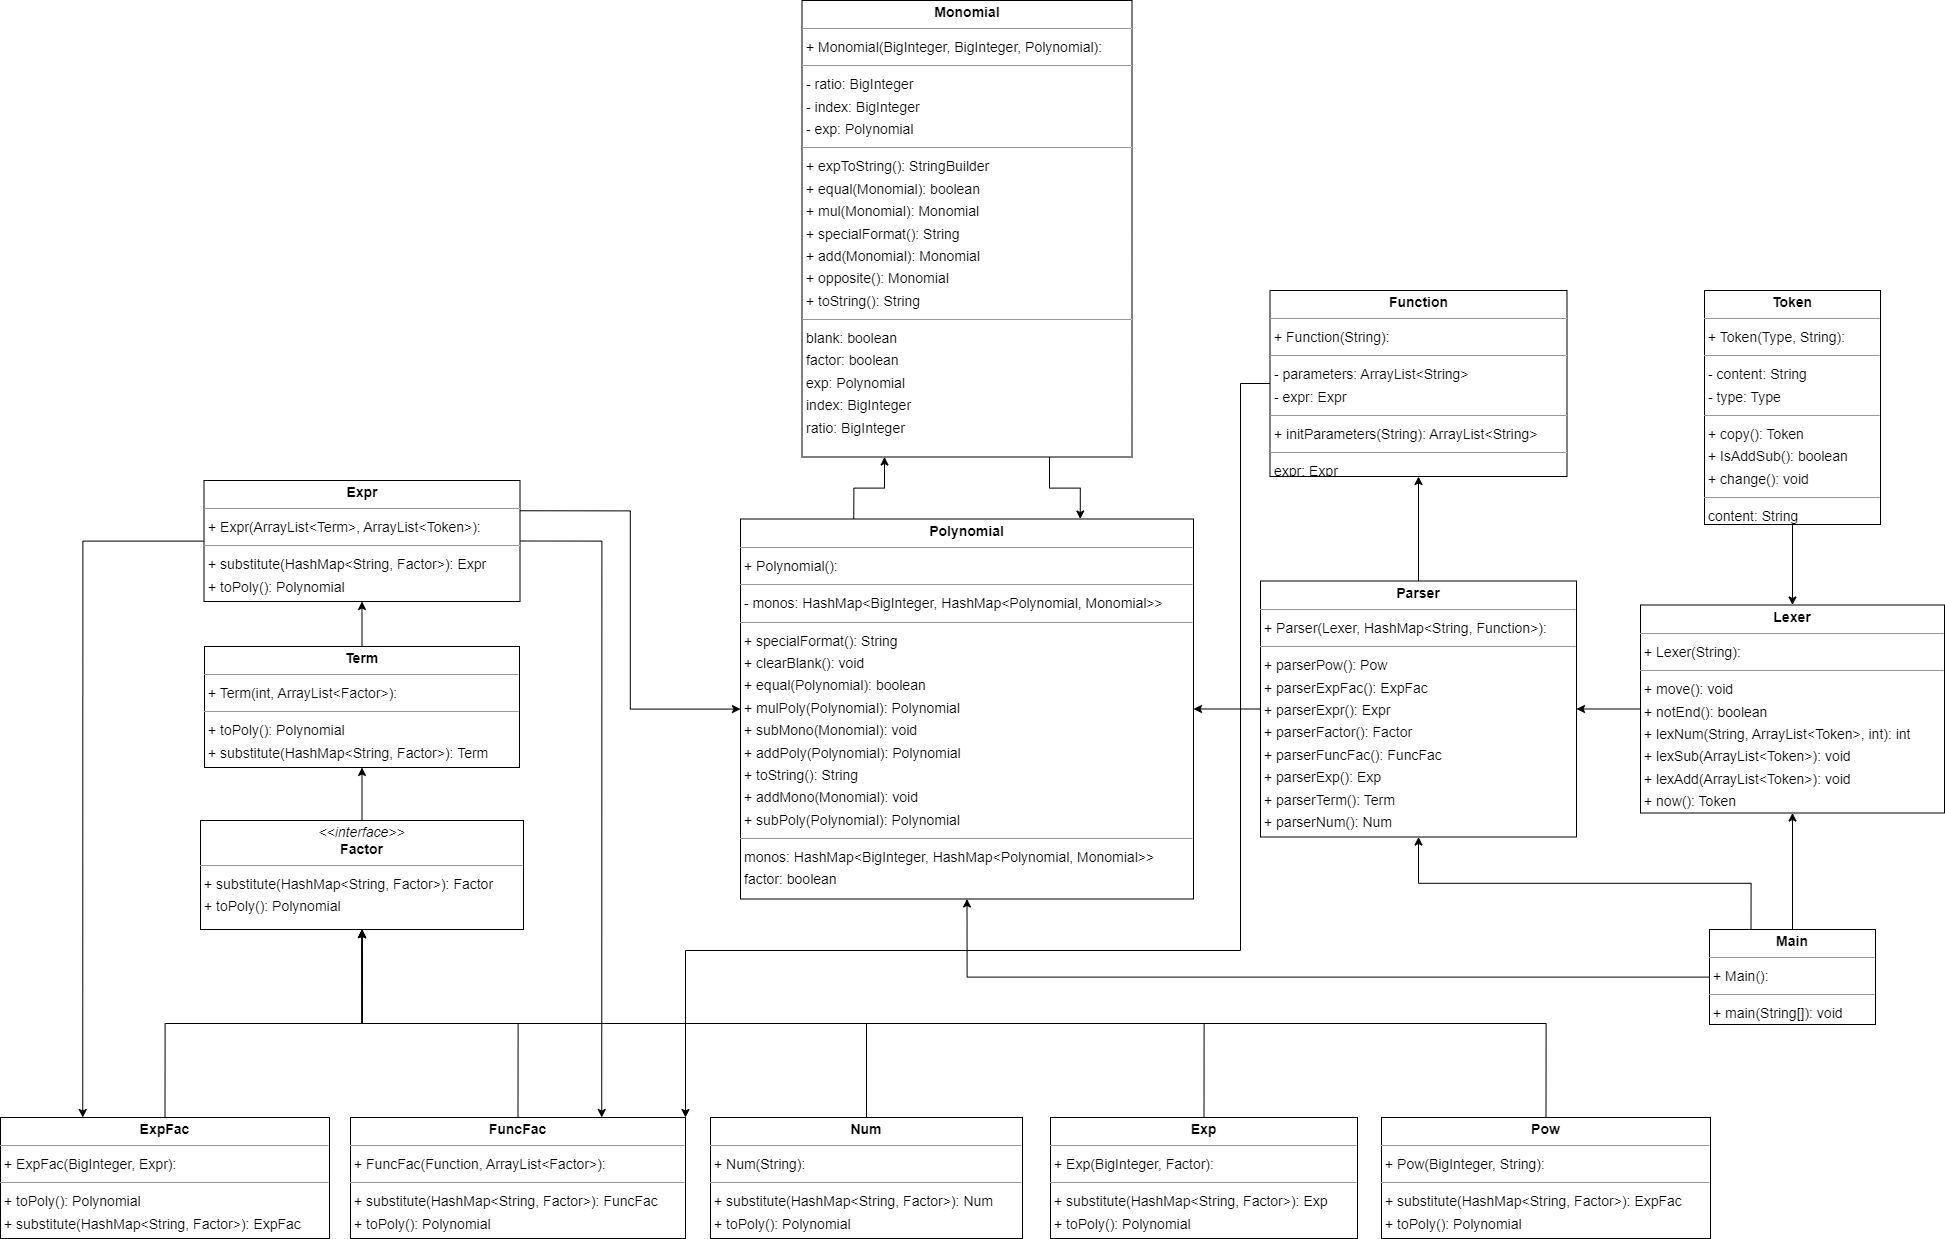 Monomial
+ Monomial(BigInteger, BigInteger, Polynomial):
- ratio: BigInteger
- index: BigInteger
- exp: Polynomial
+ expToString(): StringBuilder
+ equal(Monomial): boolean
+ mul(Monomial): Monomial
+ specialFormat(): String
+ add(Monomial): Monomial
+ opposite(): Monomial
+ toString(): String
blank: boolean
factor: boolean
exp: Polynomial
index: BigInteger
ratio: BigInteger
Function
+ Function(String):
- parameters: ArrayList<String>
- expr: Expr
+ initParameters(String): ArrayList<String>
expr: Expr
Token
+ Token(Type, String):
- content: String
- type: Type
+ copy(): Token
+ IsAddSub(): boolean
+ change(): void
content: String
Expr
+ Expr(ArrayList<Term>, ArrayList<Token>):
+ substitute(HashMap<String, Factor>): Expr
+ toPoly(): Polynomial
Term
+ Term(int, ArrayList<Factor>):
+ toPoly(): Polynomial
+ substitute(HashMap<String, Factor>): Term
<<interface>>
Factor
+ substitute(HashMap<String, Factor>): Factor
+ toPoly(): Polynomial
Polynomial
+ Polynomial():
- monos: HashMap<BigInteger, HashMap<Polynomial, Monomial>>
+ specialFormat(): String
+ clearBlank(): void
+ equal(Polynomial): boolean
+ mulPoly(Polynomial): Polynomial
+ subMono(Monomial): void
+ addPoly(Polynomial): Polynomial
+ toString(): String
+ addMono(Monomial): void
+ subPoly(Polynomial): Polynomial
monos: HashMap<BigInteger, HashMap<Polynomial, Monomial>>
factor: boolean
Parser
+ Parser(Lexer, HashMap<String, Function>):
+ parserPow(): Pow
+ parserExpFac(): ExpFac
+ parserExpr(): Expr
+ parserFactor(): Factor
+ parserFuncFac(): FuncFac
+ parserExp(): Exp
+ parserTerm(): Term
+ parserNum(): Num
Lexer
+ Lexer(String):
+ move(): void
+ notEnd(): boolean
+ lexNum(String, ArrayList<Token>, int): int
+ lexSub(ArrayList<Token>): void
+ lexAdd(ArrayList<Token>): void
+ now(): Token
Main
+ Main():
+ main(String[]): void
ExpFac
+ ExpFac(BigInteger, Expr):
+ toPoly(): Polynomial
+ substitute(HashMap<String, Factor>): ExpFac
FuncFac
+ FuncFac(Function, ArrayList<Factor>):
+ substitute(HashMap<String, Factor>): FuncFac
+ toPoly(): Polynomial
Num
+ Num(String):
+ substitute(HashMap<String, Factor>): Num
+ toPoly(): Polynomial
Exp
+ Exp(BigInteger, Factor):
+ substitute(HashMap<String, Factor>): Exp
+ toPoly(): Polynomial
Pow
+ Pow(BigInteger, String):
+ substitute(HashMap<String, Factor>): ExpFac
+ toPoly(): Polynomial